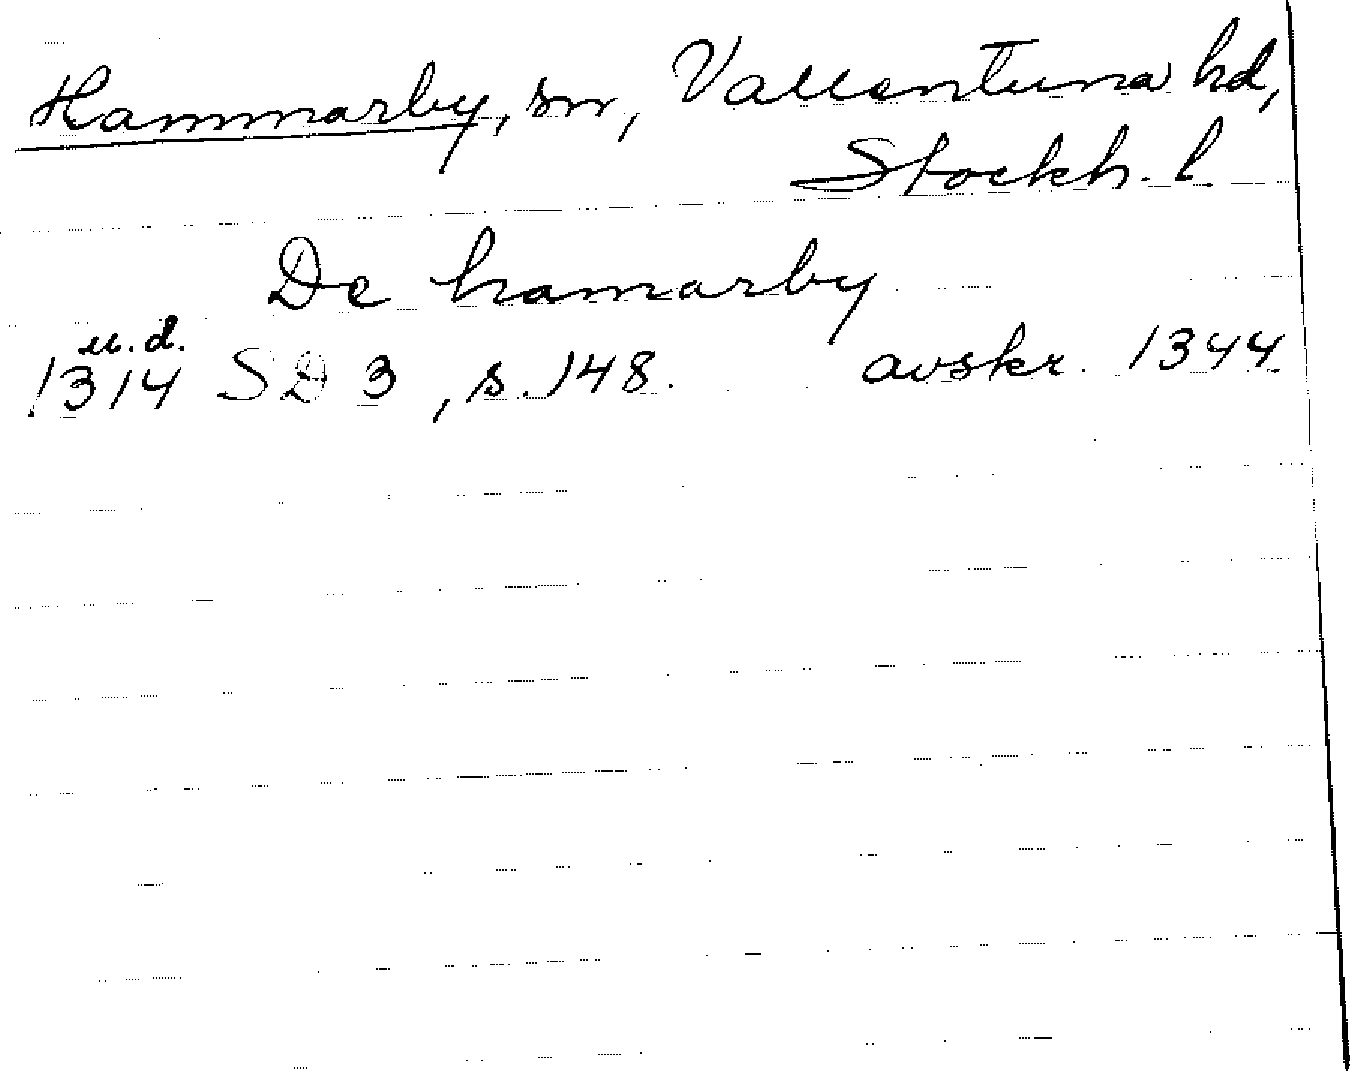 Hammarby, sn, Vallentuna hd,
Stockh. l.
De hamarby
u.d.
1314 SD 3, s. 148. avskr. 1344.